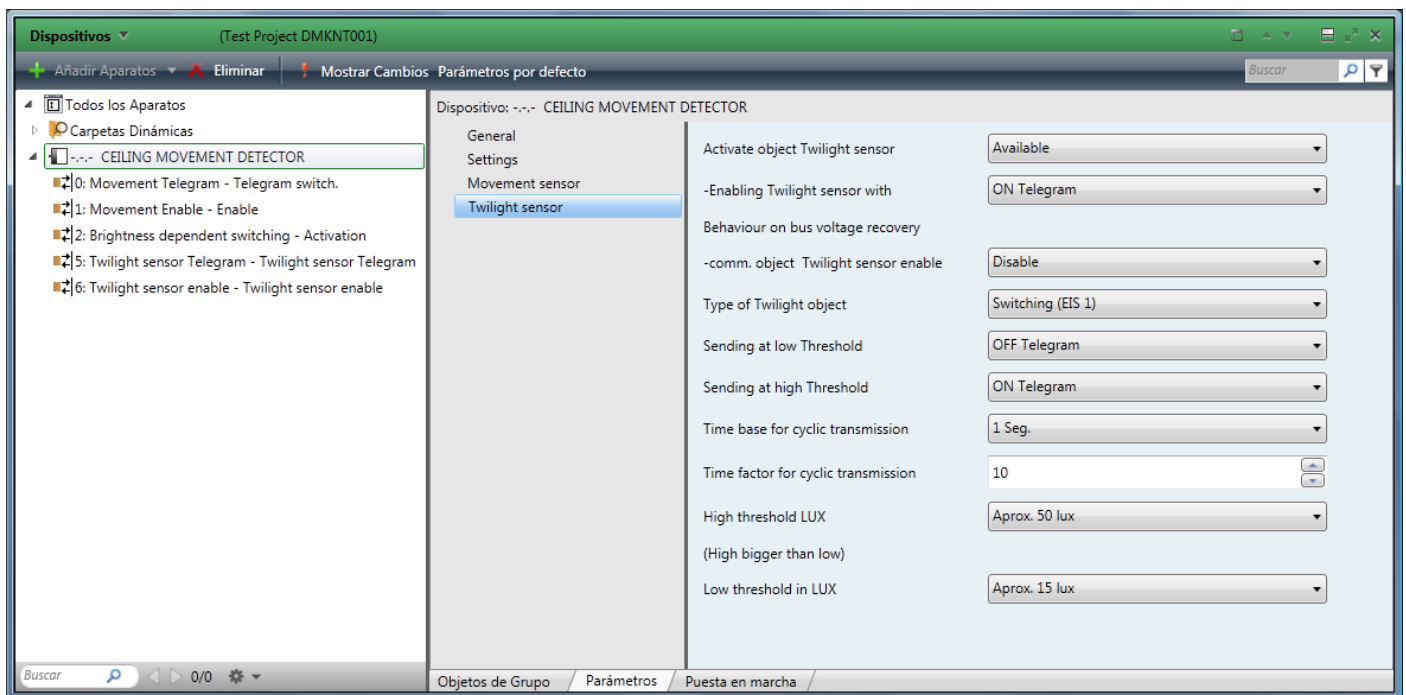 Dispositivos (Test Project DMKNT001)
Añadir Aparatos Eliminar Mostrar Cambios Parámetros por defecto Buscar
Todos los Aparatos
Carpetas Dinámicas
-.-.- CEILING MOVEMENT DETECTOR
0: Movement Telegram - Telegram switch.
1: Movement Enable - Enable
2: Brightness dependent switching - Activation
5: Twilight sensor Telegram - Twilight sensor Telegram
6: Twilight sensor enable - Twilight sensor enable
Buscar 0/0
Dispositivo: -.-.- CEILING MOVEMENT DETECTOR
General
Settings
Movement sensor
Twilight sensor
Activate object Twilight sensor Available
-Enabling Twilight sensor with ON Telegram
Behaviour on bus voltage recovery
-comm. object Twilight sensor enable Disable
Type of Twilight object Switching (EIS 1)
Sending at low Threshold OFF Telegram
Sending at high Threshold ON Telegram
Time base for cyclic transmission 1 Seg.
Time factor for cyclic transmission 10
High threshold LUX Aprox. 50 lux
(High bigger than low)
Low threshold in LUX Aprox. 15 lux
Objetos de Grupo Parámetros Puesta en marcha